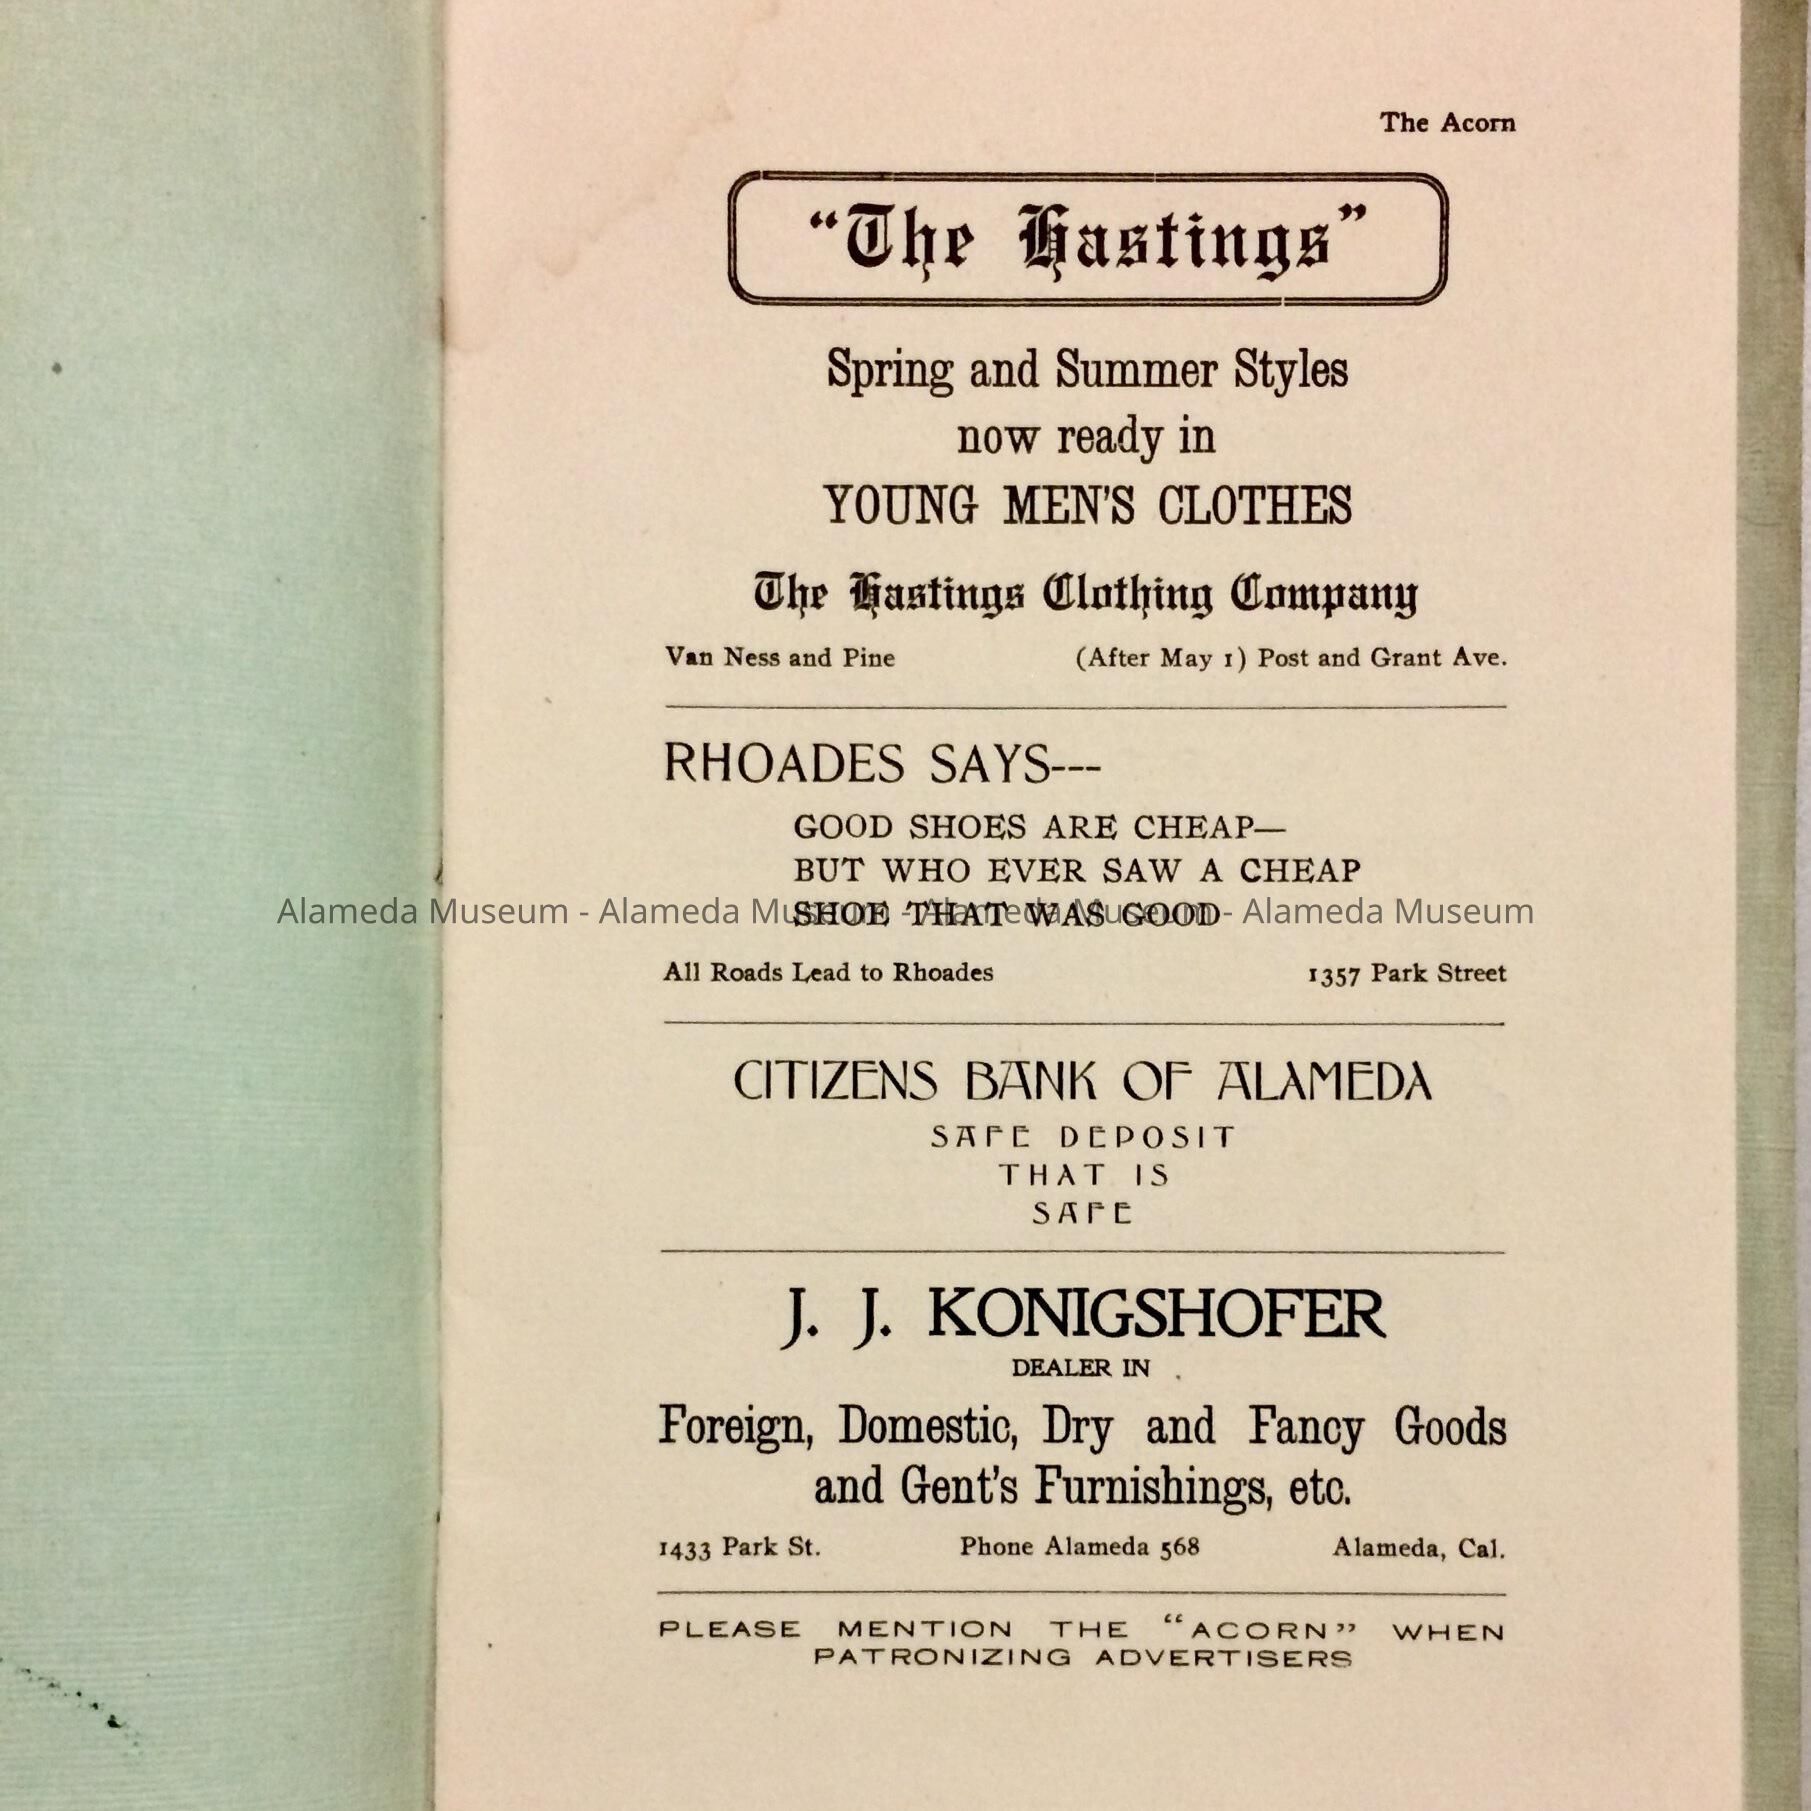 The Acorn
"The Hastings"
Spring and Summer Styles
now ready in
YOUNG MEN'S CLOTHES
The Hastings Clothing Company
Van Ness and Pine (After May 1) Post and Grant Ave.
RHOADES SAYS---
GOOD SHOES ARE CHEAP—
BUT WHO EVER SAW A CHEAP
SHOE THAT WAS GOOD
Alameda Museum - Alameda Museum - Alameda Museum - Alameda Museum
All Roads Lead to Rhoades 1357 Park Street
CITIZENS BANK OF ALAMEDA
SAFE DEPOSIT
THAT IS
SAFE
J. J. KONIGSHOFER
DEALER IN
Foreign, Domestic, Dry and Fancy Goods
and Gent's Furnishings, etc.
1433 Park St. Phone Alameda 568 Alameda, Cal.
PLEASE MENTION THE "ACORN" WHEN
PATRONIZING ADVERTISERS